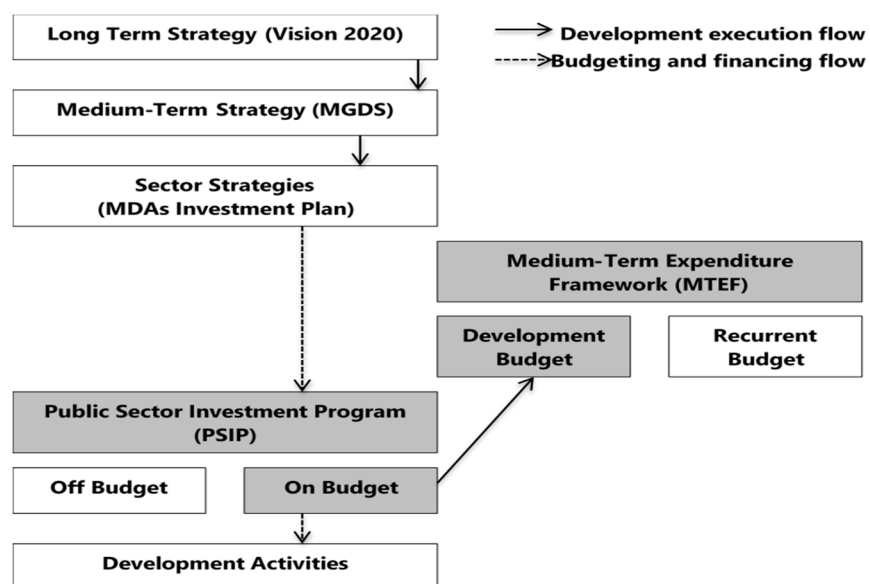 Long Term Strategy (Vision 2020)
Development execution flow
Budgeting and financing flow
Medium-Term Strategy (MGDS)
Sector Strategies
(MDAs Investment Plan)
Medium-Term Expenditure
Framework (MTEF)
Development
Budget
Recurrent
Budget
Public Sector Investment Program
(PSIP)
Off Budget
On Budget
Development Activities